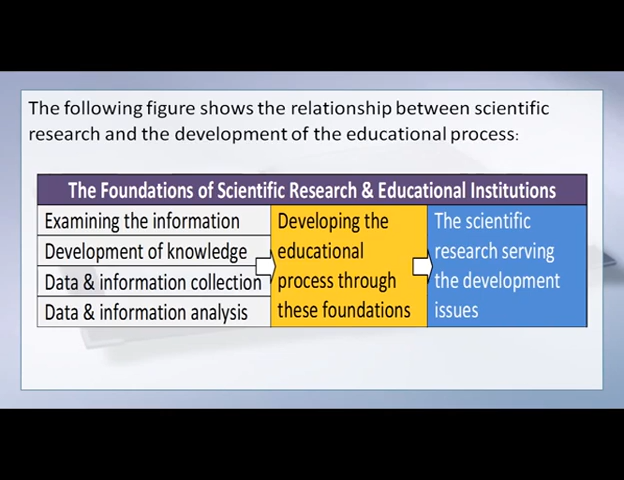 The following figure shows the relationship between scientific
research and the development of the educational process:
The Foundations of Scientific Research & Educational Institutions
Examining the information
Development of knowledge
Data & information collection
Data & information analysis
Developing the
educational
process through
these foundations
The scientific
research serving
the development
issues